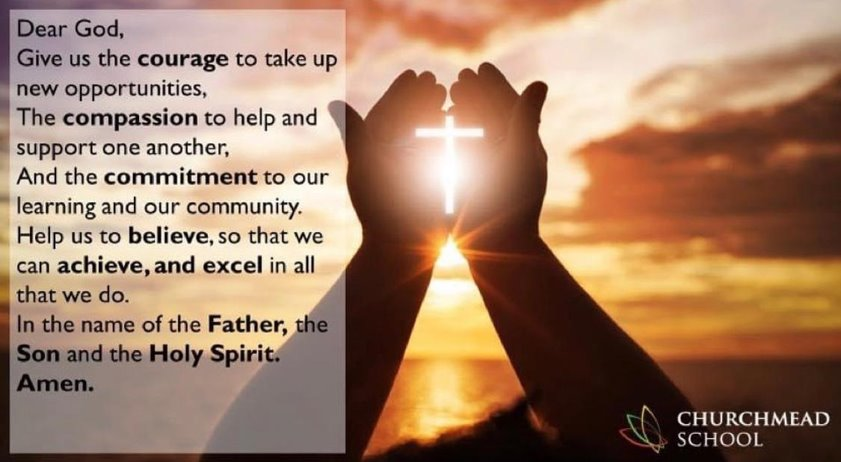 Dear God,
Give us the courage to take up
new opportunities,
The compassion to help and
support one another,
And the commitment to our
learning and our community.
Help us to believe, so that we
can achieve, and excel in all
that we do.
In the name of the Father, the
Son and the Holy Spirit.
Amen.
CHURCHMEAD
SCHOOL